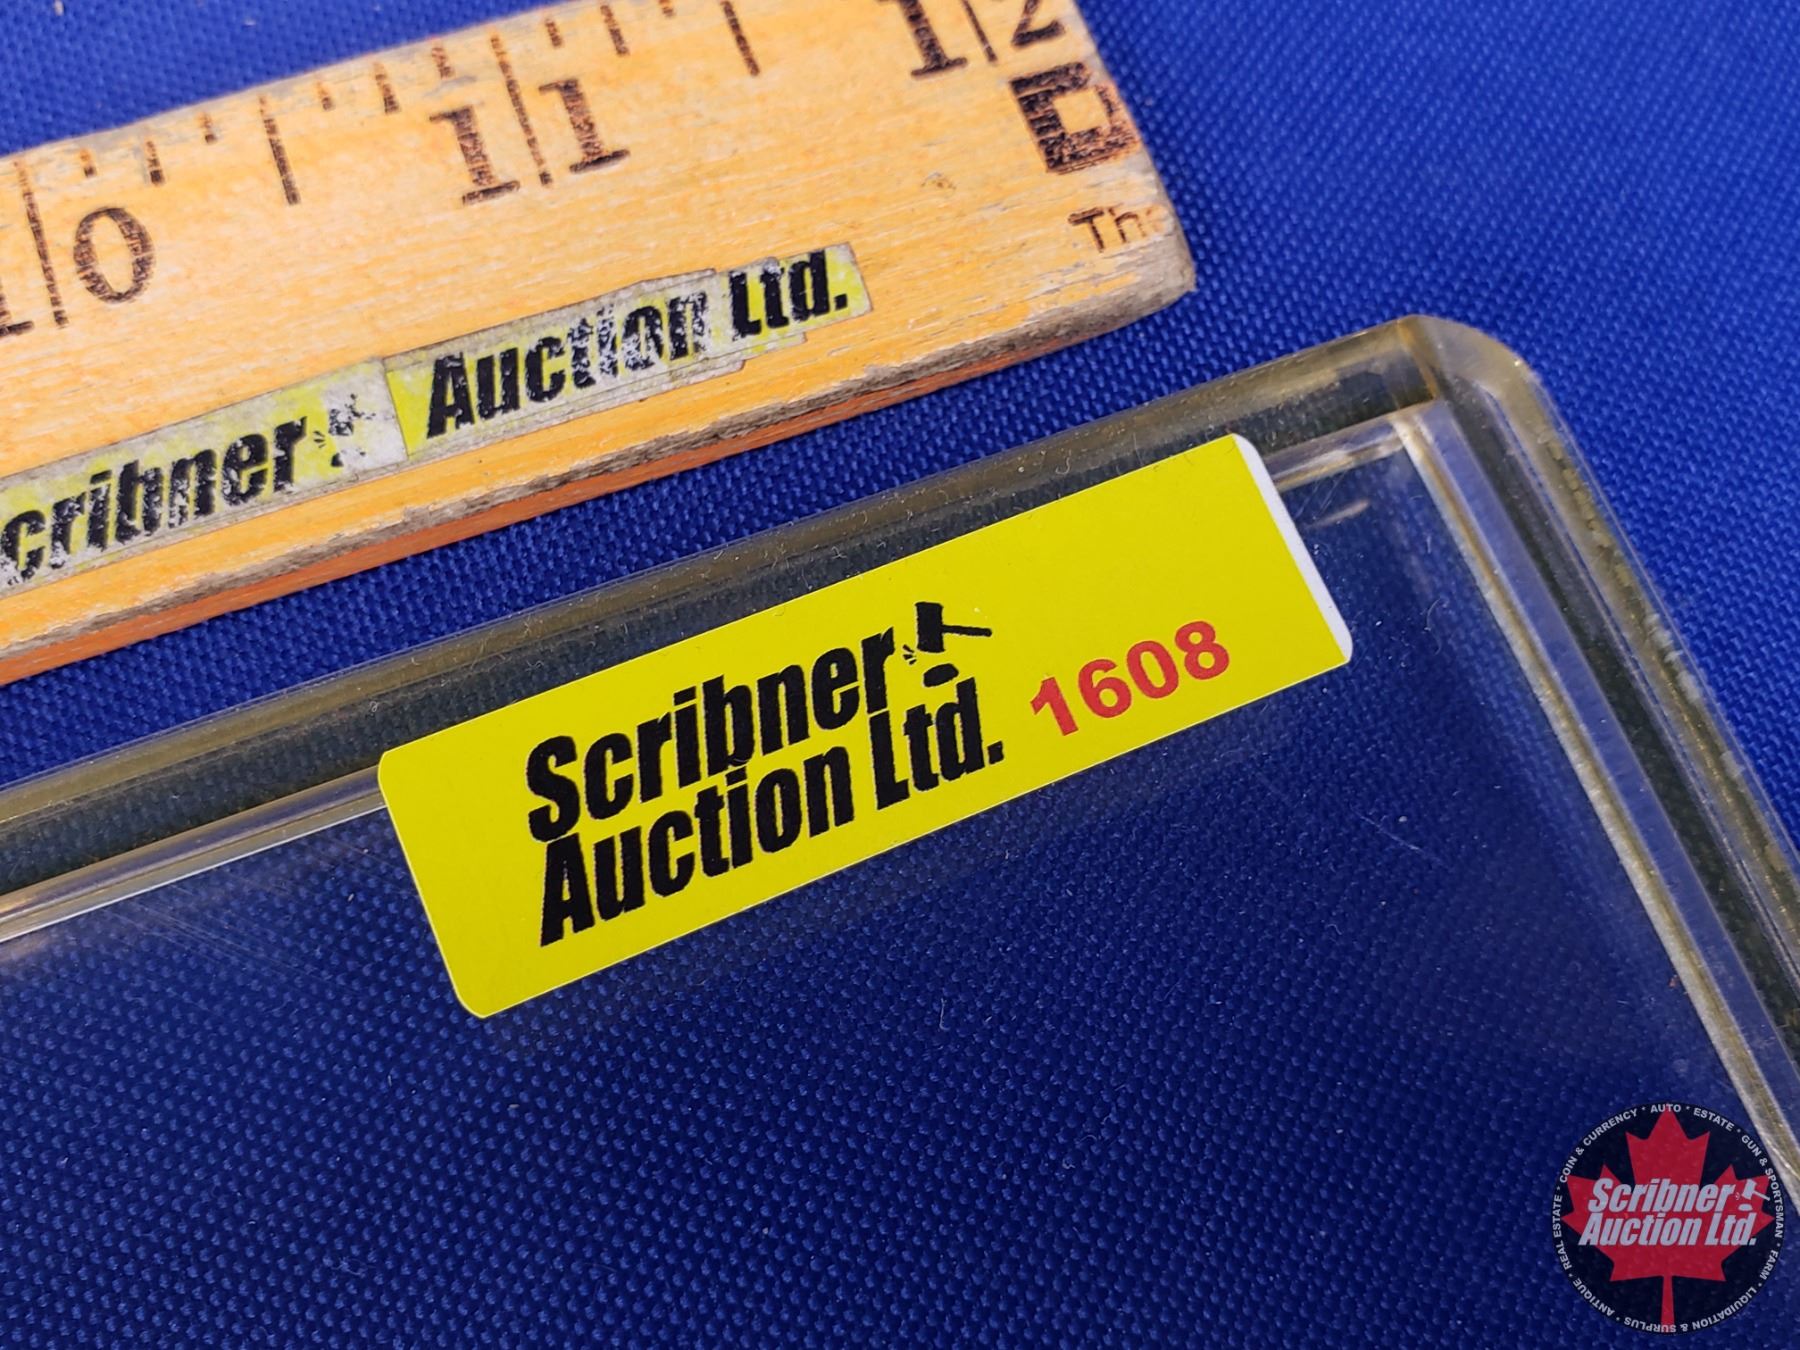 10 11 12
The
Scribner Auction Ltd.
Scribner
Auction Ltd. 1608
COIN & CURRENCY * AUTO * ESTATE * GUN & SPORTSMAN * FARM * LIQUIDATION & SURPLUS * ANTIQUE * REAL ESTATE *
Scribner
Auction Ltd.